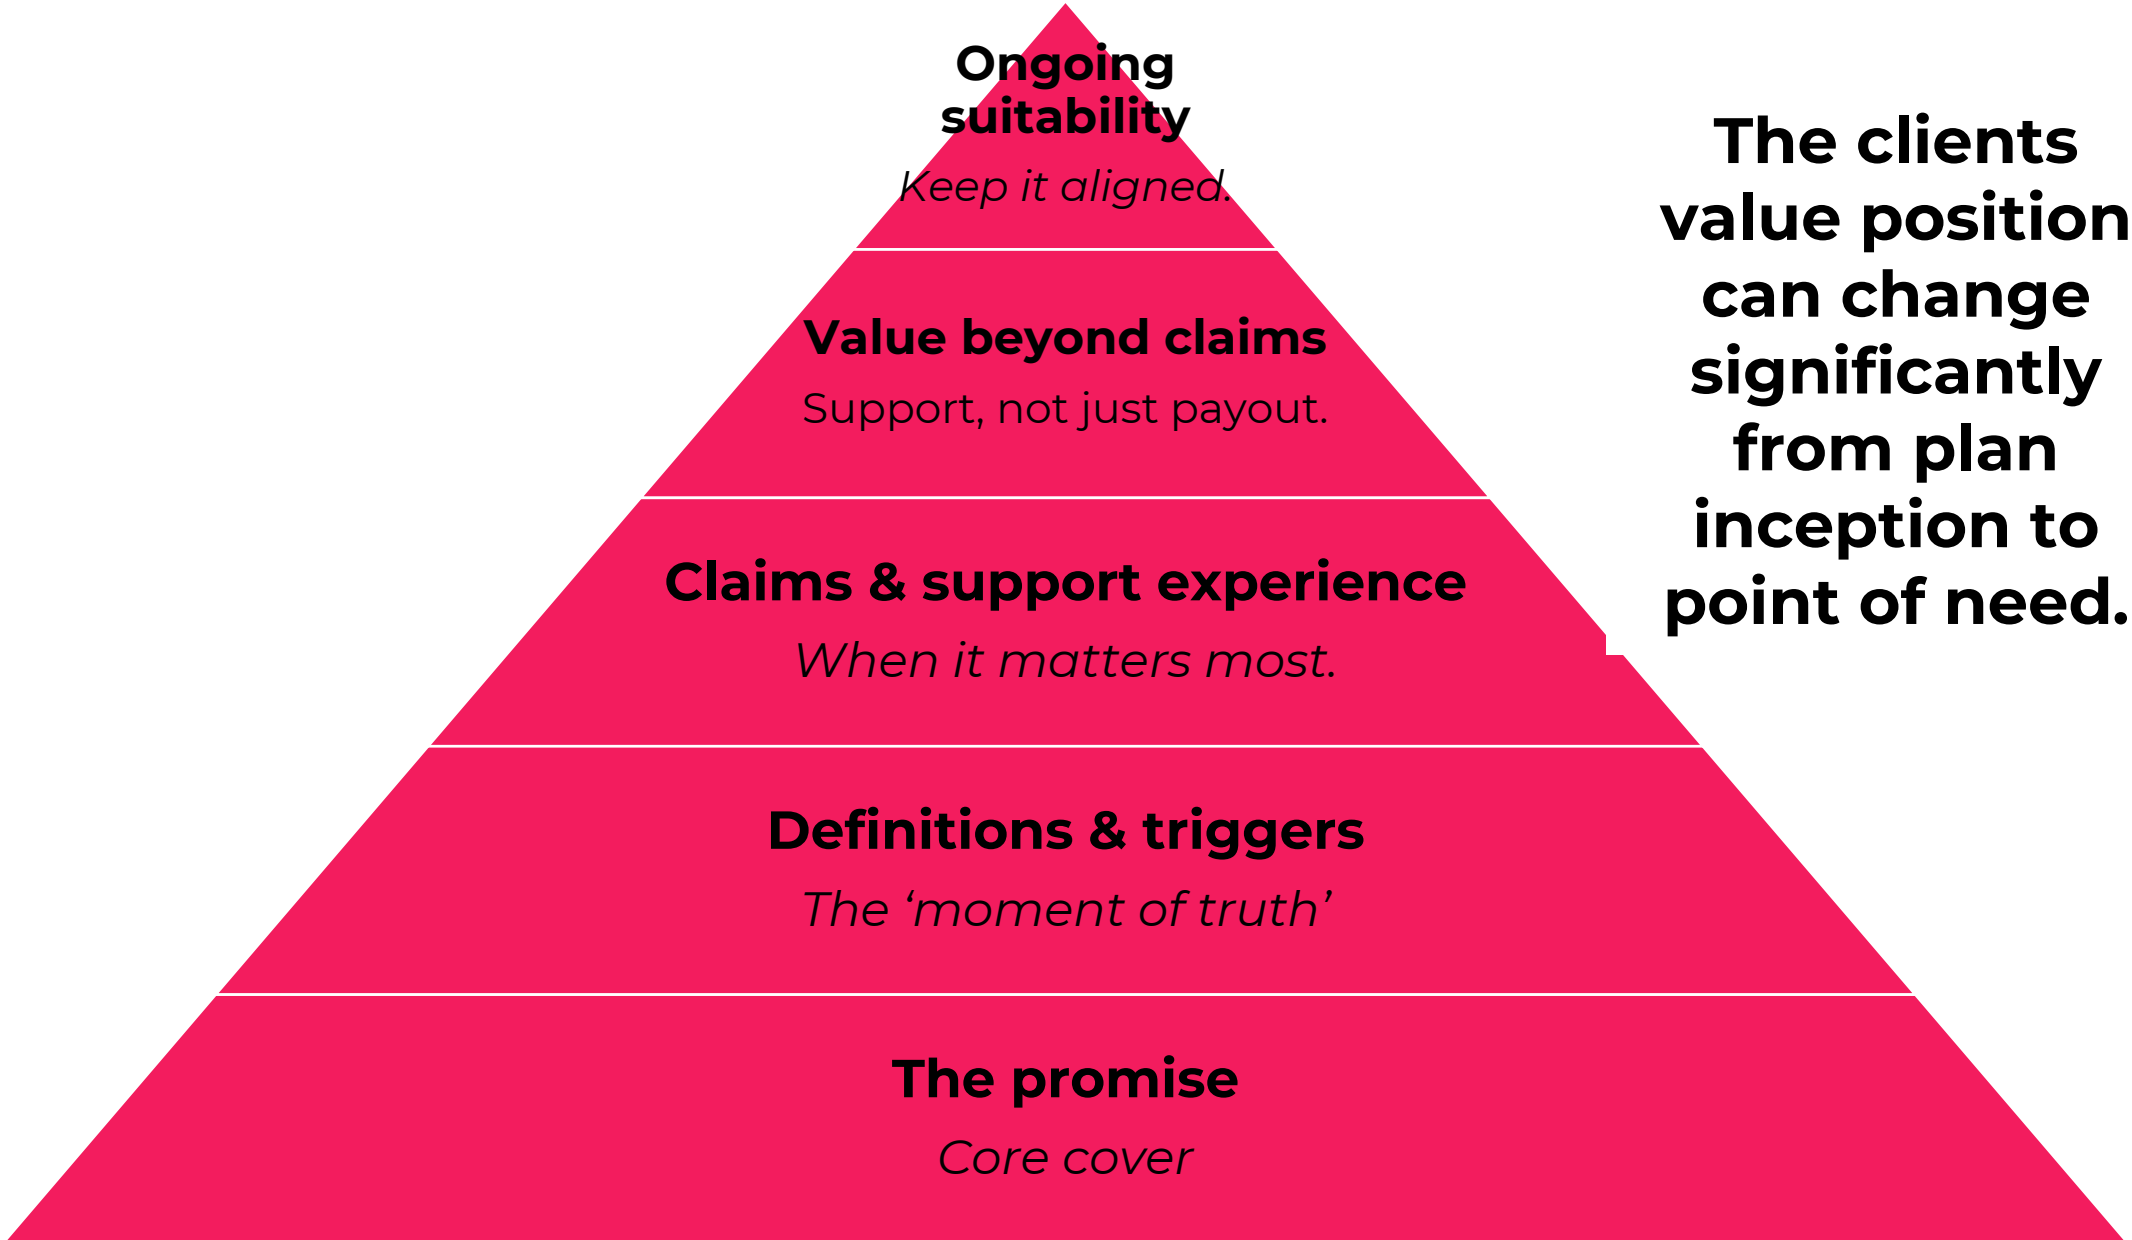 Ongoing
suitability
Keep it aligned.
Value beyond claims
Support, not just payout.
Claims & support experience
When it matters most.
Definitions & triggers
The ‘moment of truth’
The promise
Core cover
The clients
value position
can change
significantly
from plan
inception to
point of need.